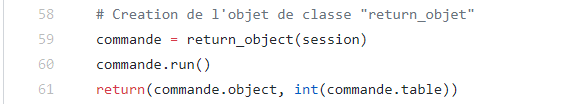 58 # Creation de l'objet de classe "return_objet"
59 commande = return_object(session)
60 commande.run()
61 return(commande.object, int(commande.table))